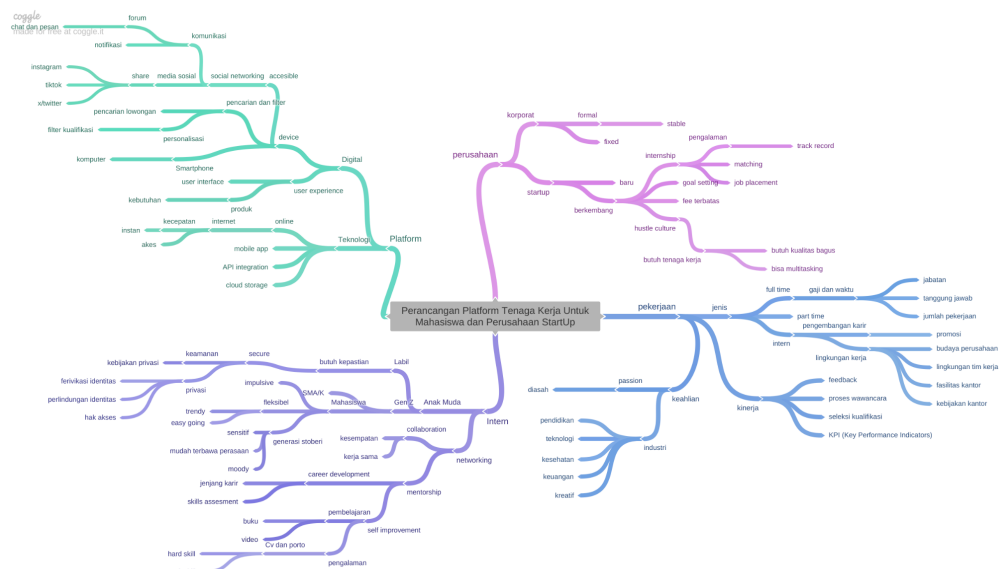 coggle
made for free at coggle.it
forum
chat dan pesan
komunikasi
notifikasi
instagram
tiktok
x/twitter
share
media sosial
social networking
accesible
pencarian dan filter
pencarian lowongan
filter kualifikasi
personalisasi
device
komputer
Smartphone
Digital
user interface
user experience
kebutuhan
produk
kecepatan
internet
online
instan
akes
Teknologi
Platform
mobile app
API integration
cloud storage
korporat
formal
stable
fixed
perusahaan
startup
baru
berkembang
internship
pengalaman
track record
matching
goal setting
job placement
fee terbatas
hustle culture
butuh tenaga kerja
butuh kualitas bagus
bisa multitasking
Perancangan Platform Tenaga Kerja Untuk
Mahasiswa dan Perusahaan StartUp
pekerjaan
jenis
full time
gaji dan waktu
jabatan
tanggung jawab
jumlah pekerjaan
part time
intern
pengembangan karir
promosi
lingkungan kerja
budaya perusahaan
lingkungan tim kerja
fasilitas kantor
kebijakan kantor
kinerja
feedback
proses wawancara
seleksi kualifikasi
KPI (Key Performance Indicators)
keahlian
passion
diasah
industri
pendidikan
teknologi
kesehatan
keuangan
kreatif
Intern
Anak Muda
Labil
butuh kepastian
secure
keamanan
kebijakan privasi
privasi
ferivikasi identitas
perlindungan identitas
hak akses
Gen Z
Mahasiswa
SMA/K
impulsive
fleksibel
trendy
easy going
generasi stoberi
sensitif
mudah terbawa perasaan
moody
networking
collaboration
kesempatan
kerja sama
mentorship
career development
jenjang karir
skills assesment
self improvement
pembelajaran
buku
video
pengalaman
Cv dan porto
hard skill